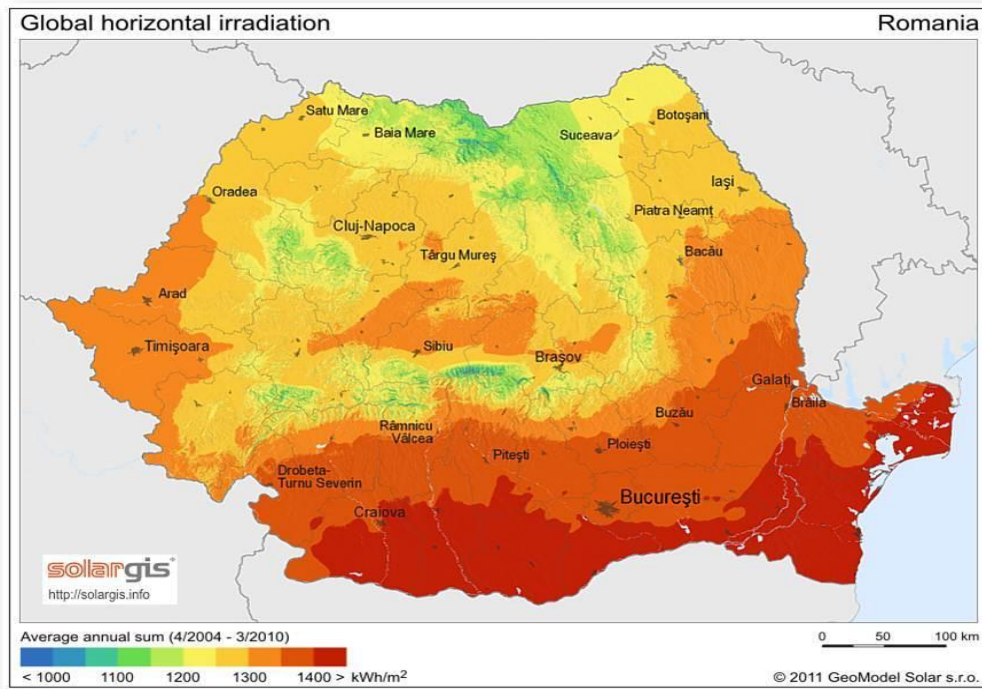 Global horizontal irradiation
Romania
Satu Mare
Baia Mare
Suceava
Botoşani
Oradea
Iaşi
Cluj-Napoca
Piatra Neamţ
Târgu Mureş
Bacău
Arad
Timişoara
Sibiu
Braşov
Galaţi
Brăila
Buzău
Râmnicu
Vâlcea
Ploieşti
Piteşti
Drobeta-
Turnu Severin
Bucureşti
Craiova
solargis
http://solargis.info
Average annual sum (4/2004 - 3/2010)
0 50 100 km
< 1000 1100 1200 1300 1400 > kWh/m²
© 2011 GeoModel Solar s.r.o.